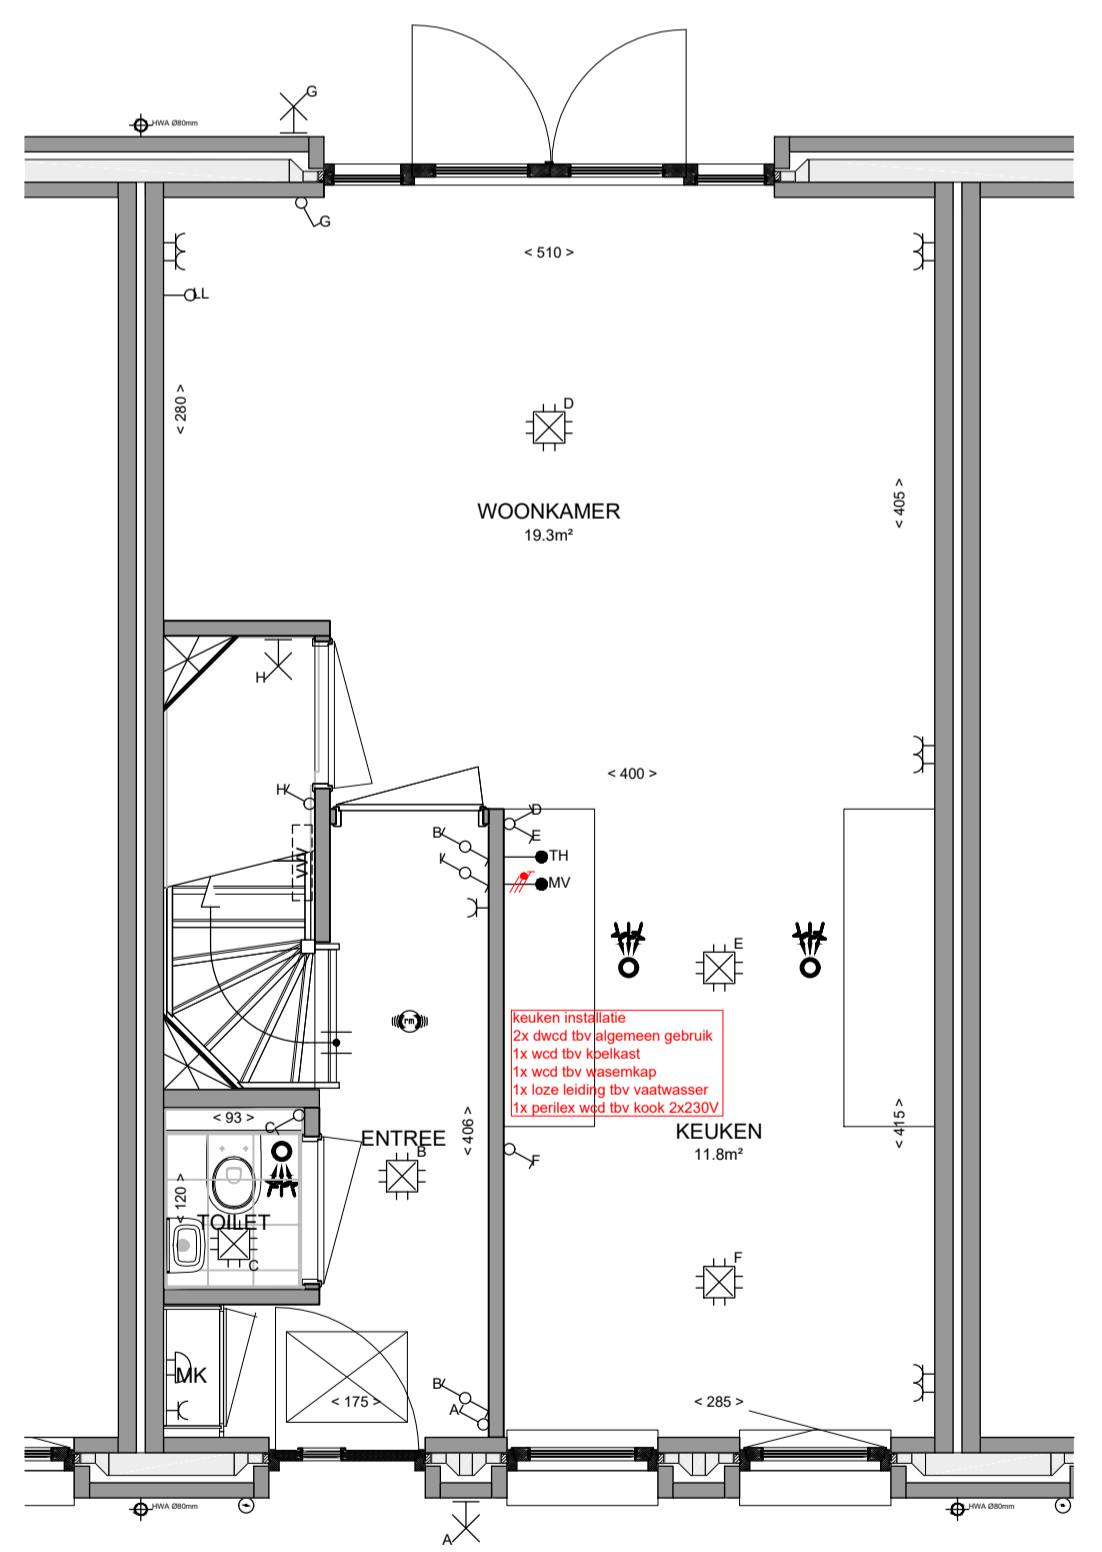 G
HWA Ø80mm
G
< 510 >
LL
< 280 >
D
< 405 >
WOONKAMER
19.3m²
H
< 400 >
H
D
B
E
VW
I
TH
MV
E
rm
keuken installatie
2x dwcd tbv algemeen gebruik
1x wcd tbv koelkast
1x wcd tbv wasemkap
1x loze leiding tbv vaatwasser
1x perilex wcd tbv kook 2x230V
< 93 >
C
ENTREE
B
< 406 >
KEUKEN
11.8m²
< 415 >
F
< 120 >
TOILET
C
F
MK
B
< 175 >
A
< 285 >
HWA Ø80mm
HWA Ø80mm
A